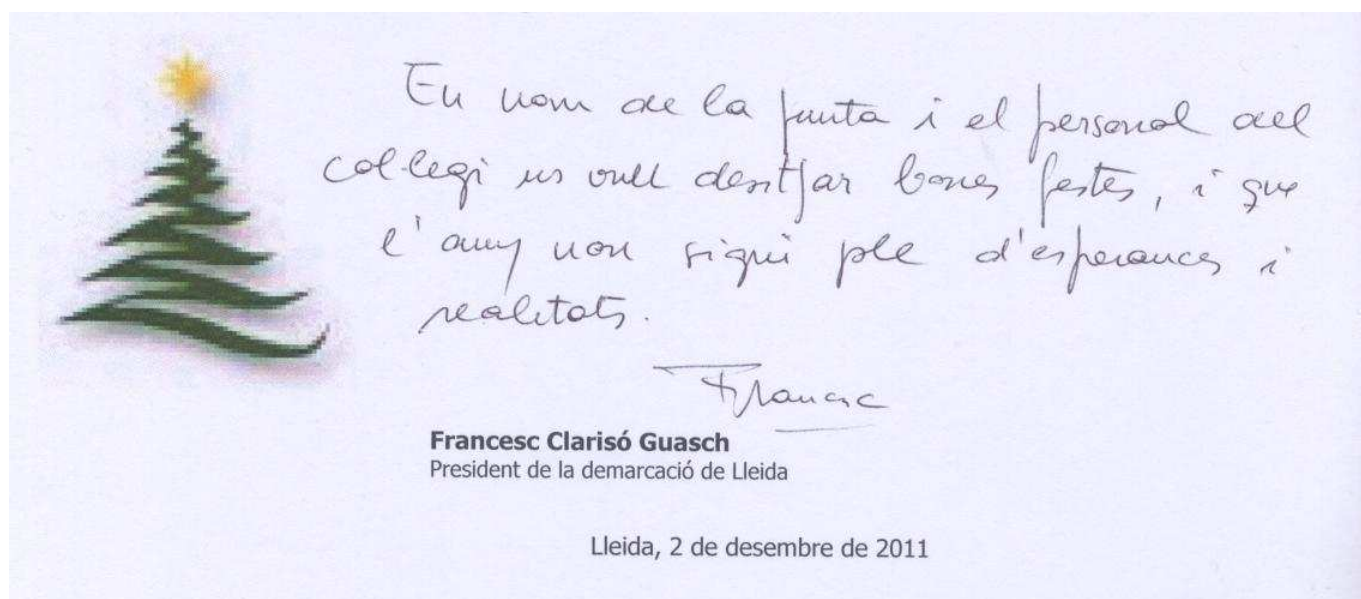 En nom de la junta i el personal del
col·legi us vull desitjar bones festes, i que
l'any nou sigui ple d'esperances i
realitats.
Francesc
Francesc Clarisó Guasch
President de la demarcació de Lleida
Lleida, 2 de desembre de 2011